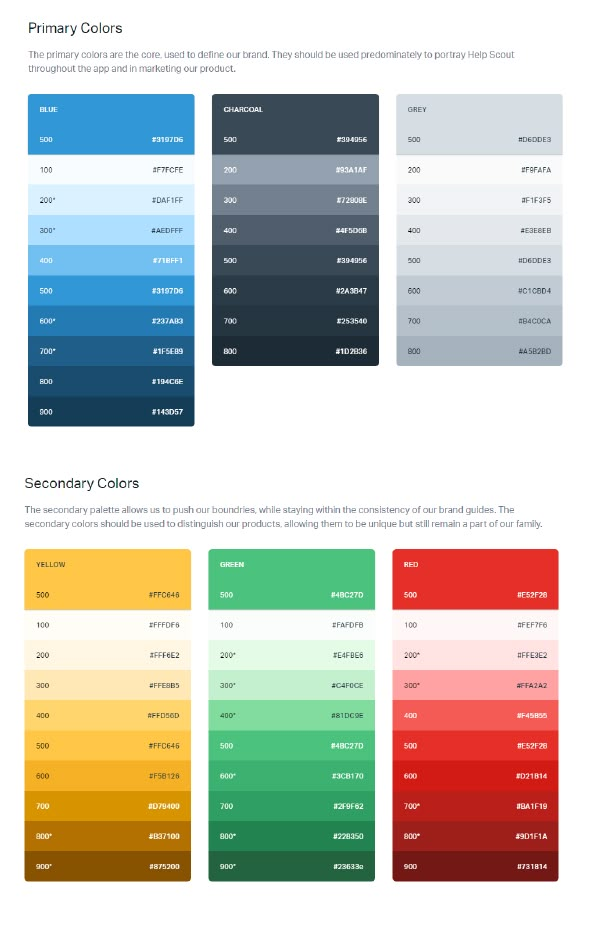 Primary Colors
The primary colors are the core, used to define our brand. They should be used predominately to portray Help Scout
throughout the app and in marketing our product.
BLUE
500 #3197D6
100 #F7FCFE
200* #DAF1FF
300* #AEDFFF
400 #71BFF1
500 #3197D6
600* #237AB3
700* #1F5E89
800 #194C6E
900 #143D57
CHARCOAL
500 #394956
200 #93A1AF
300 #72808E
400 #4F5D6B
500 #394956
600 #2A3B47
700 #253540
800 #1D2B36
GREY
500 #D6DDE3
200 #F9FAFA
300 #F1F3F5
400 #E3E8EB
500 #D6DDE3
600 #C1CBD4
700 #B4C0CA
800 #A5B2BD
Secondary Colors
The secondary palette allows us to push our boundries, while staying within the consistency of our brand guides. The
secondary colors should be used to distinguish our products, allowing them to be unique but still remain a part of our family.
YELLOW
500 #FFC646
100 #FFFDF6
200 #FFF6E2
300 #FFE8B5
400 #FFD56D
500 #FFC646
600 #F5B126
700 #D79400
800* #B37100
900* #875200
GREEN
500 #4BC27D
100 #FAFDFB
200* #E4FBE6
300* #C4F0CE
400* #81DC9E
500 #4BC27D
600* #3CB170
700 #2F9F62
800* #228350
900* #23633e
RED
500 #E52F28
100 #FEF7F6
200* #FFE3E2
300* #FFA2A2
400 #F45B55
500 #E52F28
600 #D21B14
700* #BA1F19
800* #9D1F1A
900 #731814